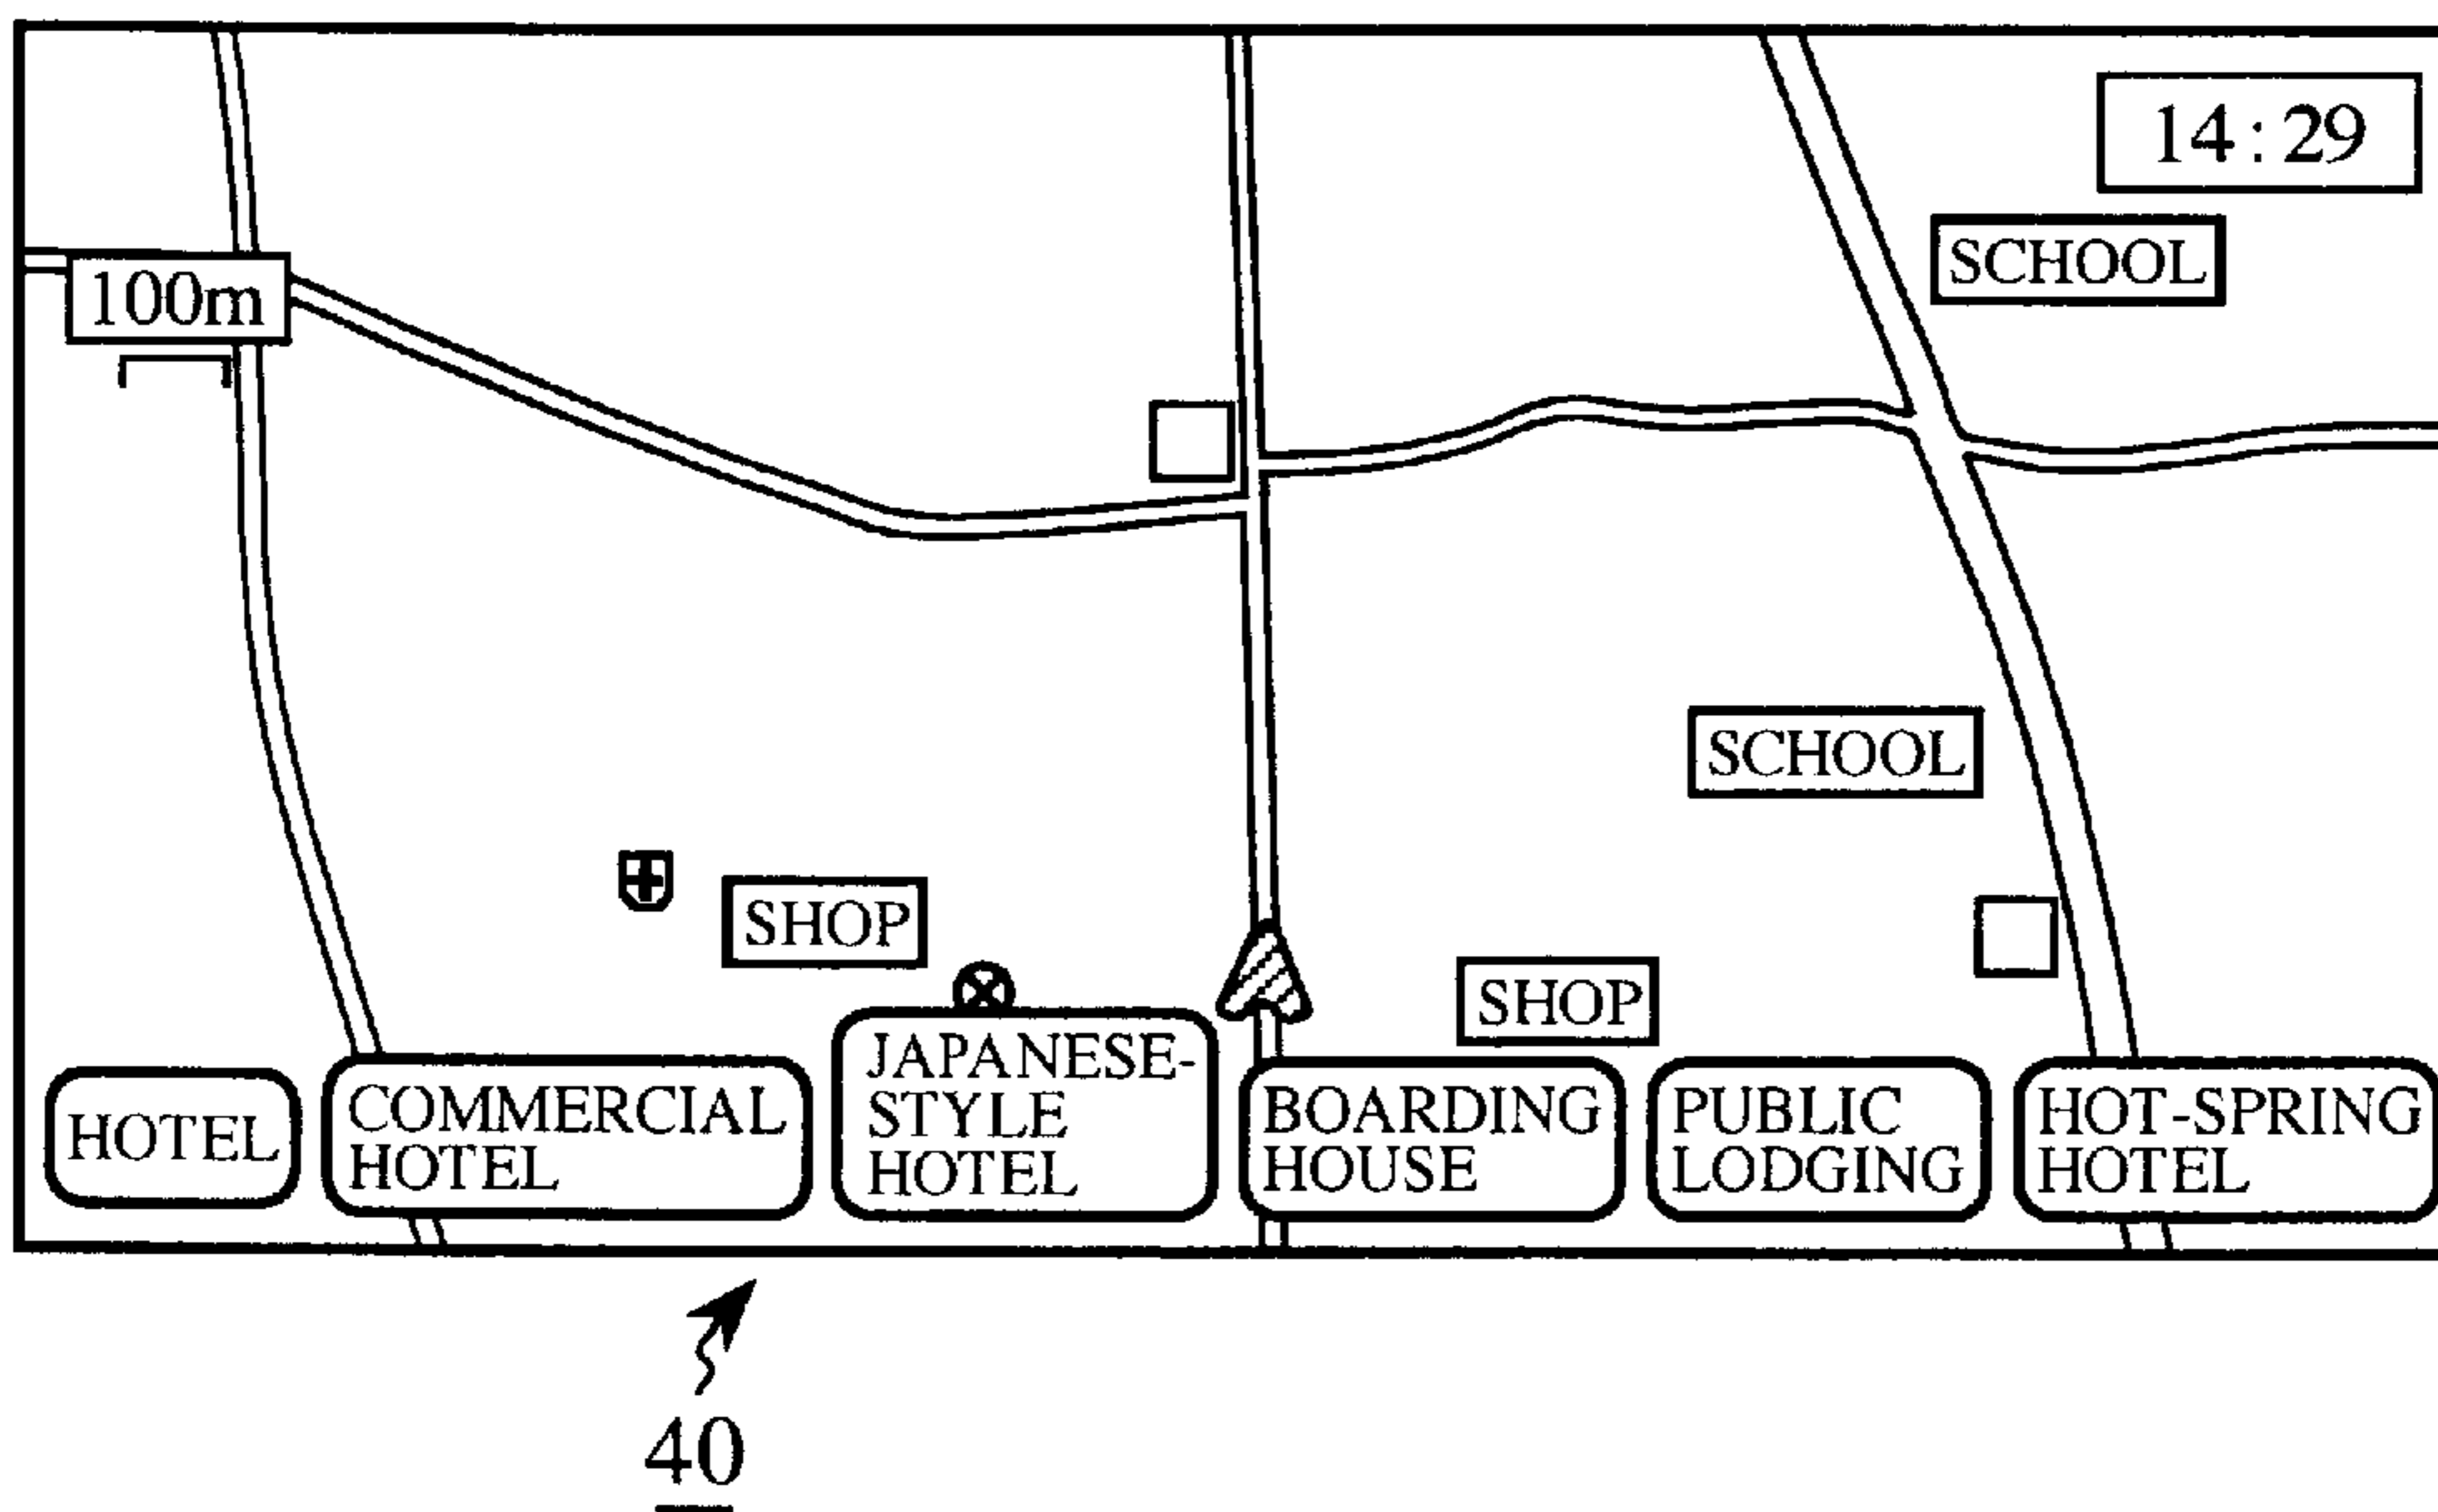 14:29
SCHOOL
100m
SCHOOL
SHOP
SHOP
HOTEL
COMMERCIAL
HOTEL
JAPANESE-
STYLE
HOTEL
BOARDING
HOUSE
PUBLIC
LODGING
HOT-SPRING
HOTEL
40